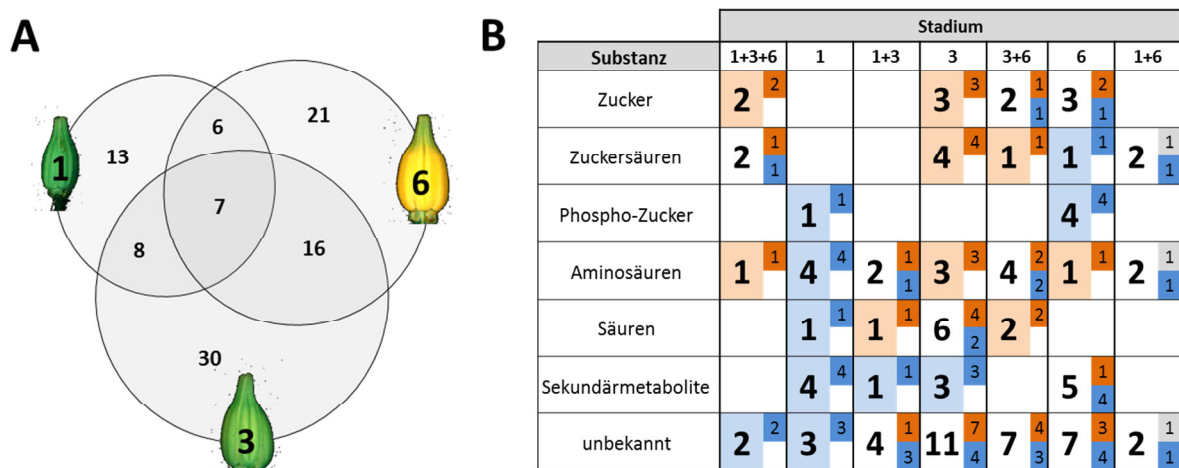 A
1
13
6
21
6
7
8
16
30
3
B
Stadium
Substanz 1+3+6 1 1+3 3 3+6 6 1+6
Zucker 2 2 3 3 2 1 1 3 2 1
Zuckersäuren 2 1 1 4 4 1 1 1 1 2 1 1
Phospho-Zucker 1 1 4 4
Aminosäuren 1 1 4 4 2 1 1 3 3 4 2 2 1 1 2 1 1
Säuren 1 1 1 1 6 4 2 2 2
Sekundärmetabolite 4 4 1 1 3 3 5 1 4
unbekannt 2 2 3 3 4 1 3 11 7 4 7 4 3 7 3 4 2 1 1